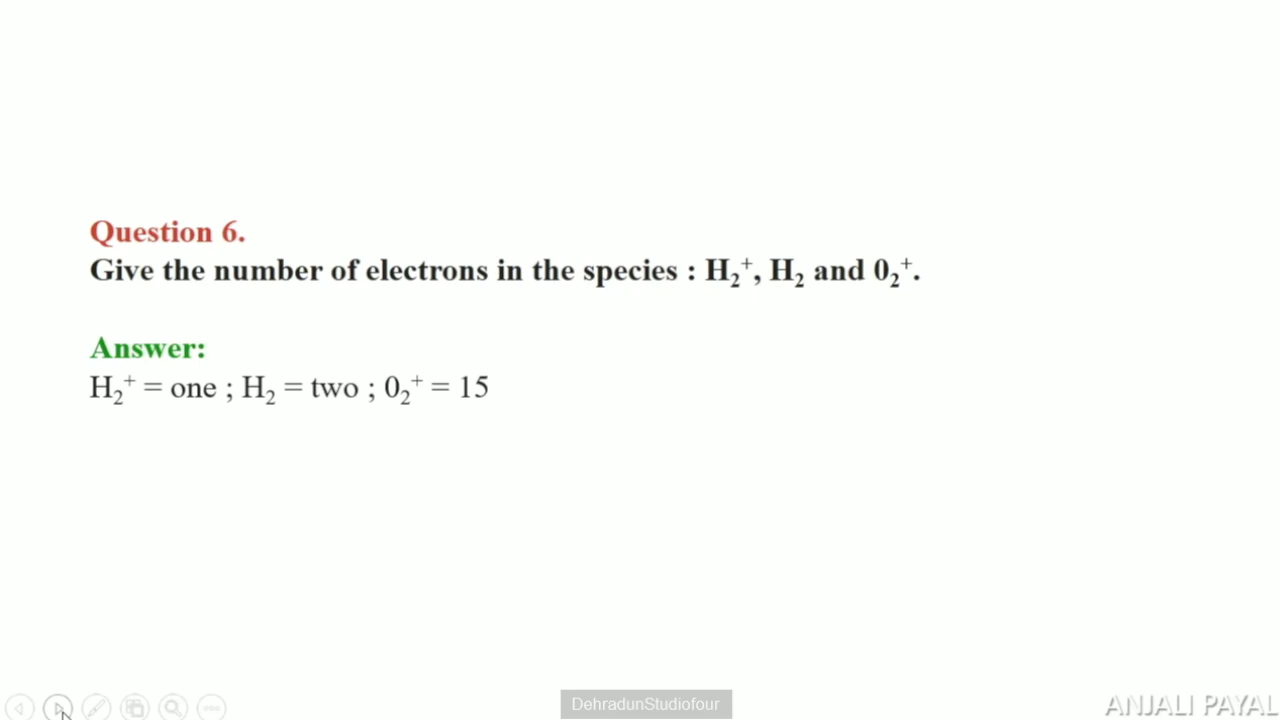 Question 6.
Give the number of electrons in the species : H₂⁺, H₂ and 0₂⁺.
Answer:
H₂⁺ = one ; H₂ = two ; 0₂⁺ = 15
DehradunStudiofour
ANJALI PAYAL